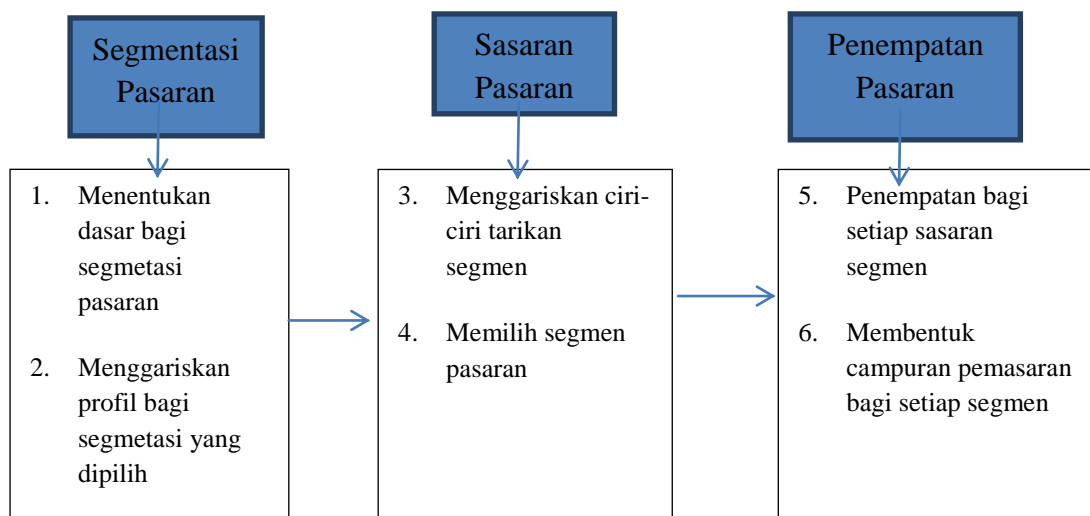 Segmentasi
Pasaran
1. Menentukan
dasar bagi
segmetasi
pasaran
2. Menggariskan
profil bagi
segmetasi yang
dipilih
Sasaran
Pasaran
3. Menggariskan ciri-
ciri tarikan
segmen
4. Memilih segmen
pasaran
Penempatan
Pasaran
5. Penempatan bagi
setiap sasaran
segmen
6. Membentuk
campuran pemasaran
bagi setiap segmen